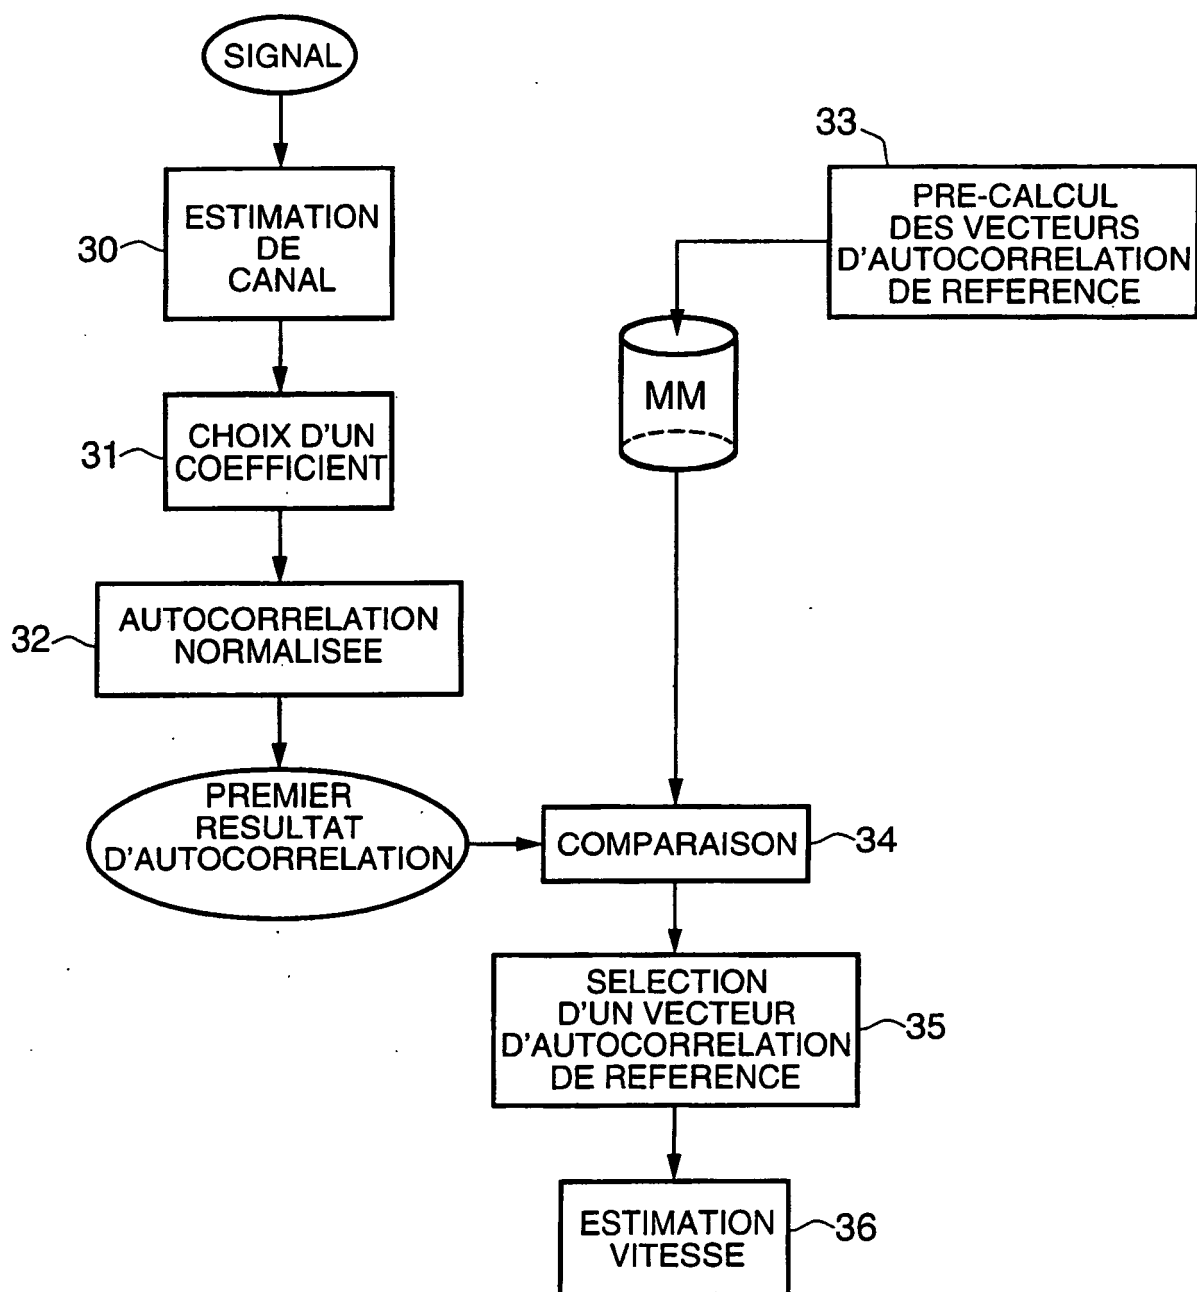 SIGNAL
33
PRE-CALCUL
DES VECTEURS
D'AUTOCORRELATION
DE REFERENCE
30
ESTIMATION
DE
CANAL
MM
31
CHOIX D'UN
COEFFICIENT
32
AUTOCORRELATION
NORMALISEE
PREMIER
RESULTAT
D'AUTOCORRELATION
COMPARAISON
34
SELECTION
D'UN VECTEUR
D'AUTOCORRELATION
DE REFERENCE
35
ESTIMATION
VITESSE
36